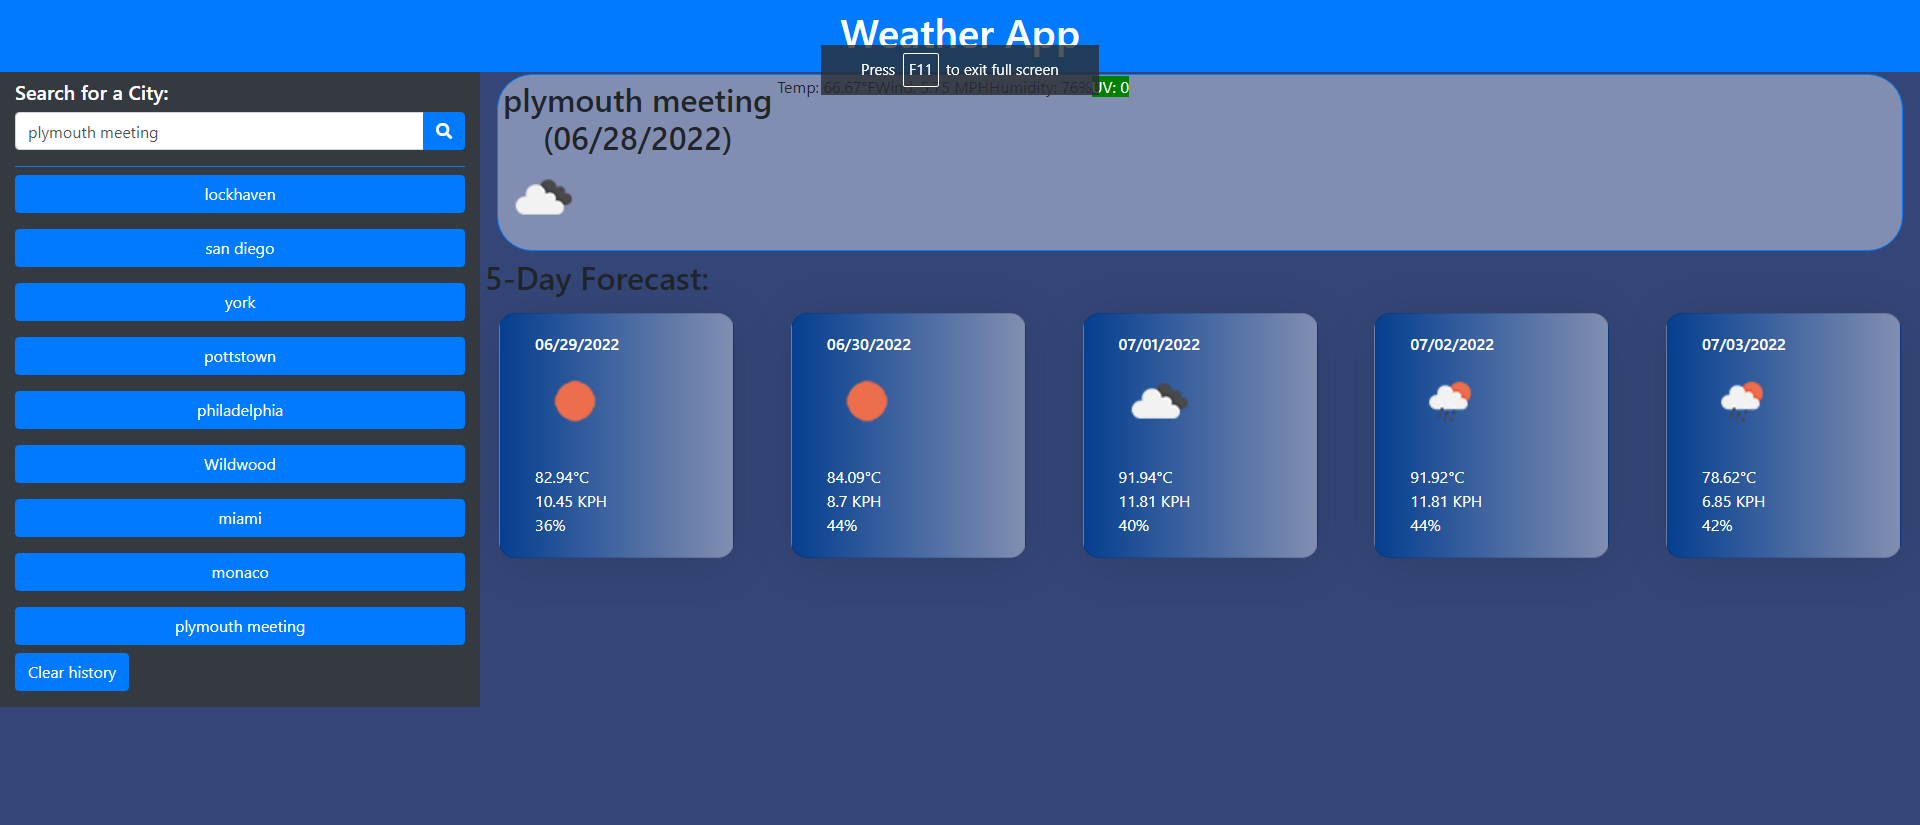 Weather App
Press F11 to exit full screen
Search for a City:
plymouth meeting
lockhaven
san diego
york
pottstown
philadelphia
Wildwood
miami
monaco
plymouth meeting
Clear history
plymouth meeting
(06/28/2022)
Temp: 66.67°FWind: MPHHumidity: 76%UV: 0
5-Day Forecast:
06/29/2022
82.94°C
10.45 KPH
36%
06/30/2022
84.09°C
8.7 KPH
44%
07/01/2022
91.94°C
11.81 KPH
40%
07/02/2022
91.92°C
11.81 KPH
44%
07/03/2022
78.62°C
6.85 KPH
42%